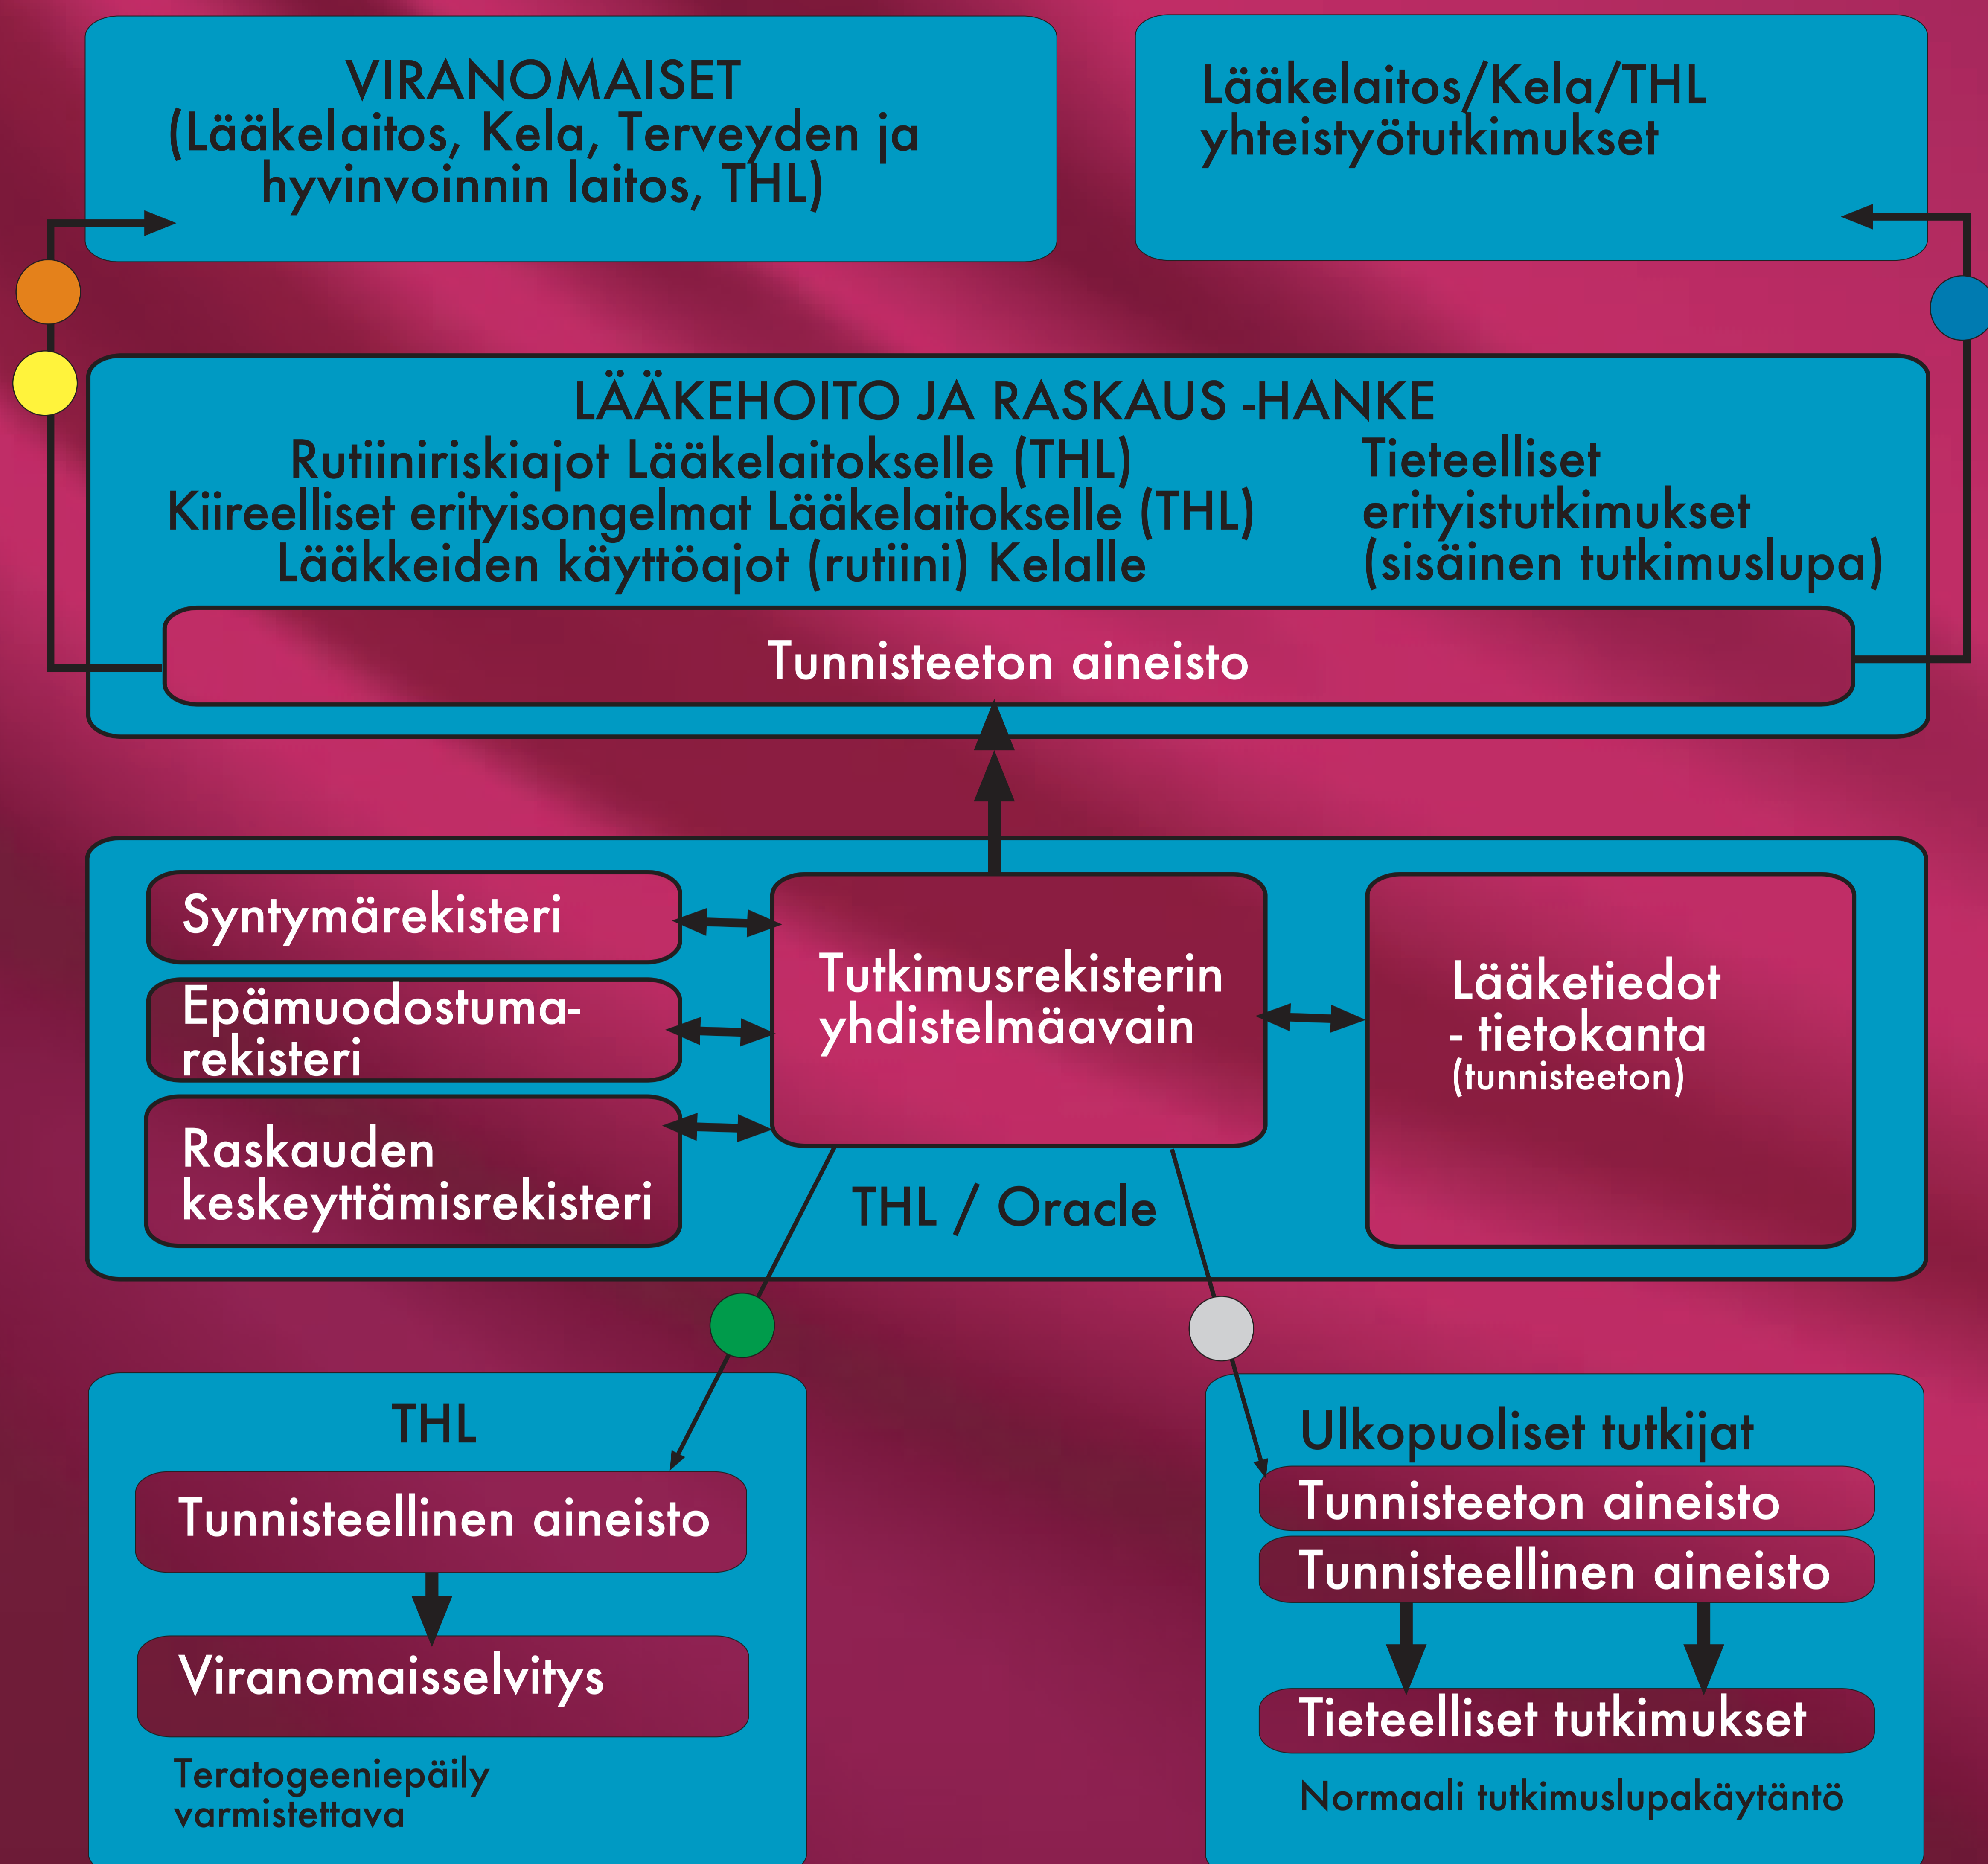 VIRANOMAISET
(Lääkelaitos, Kela, Terveyden ja
hyvinvoinnin laitos, THL)
Lääkelaitos/Kela/THL
yhteistyötutkimukset
LÄÄKEHOITO JA RASKAUS -HANKE
Rutiiniriskiajot Lääkelaitokselle (THL)
Kiireelliset erityisongelmat Lääkelaitokselle (THL)
Lääkkeiden käyttöajot (rutiini) Kelalle
Tieteelliset
erityistutkimukset
(sisäinen tutkimuslupa)
Tunnisteeton aineisto
Syntymärekisteri
Epämuodostuma-
rekisteri
Raskauden
keskeyttämisrekisteri
Tutkimusrekisterin
yhdistelmäavain
THL / Oracle
Lääketiedot
- tietokanta
(tunnisteeton)
THL
Tunnisteellinen aineisto
Viranomaisselvitys
Teratogeeniepäily
varmistettava
Ulkopuoliset tutkijat
Tunnisteeton aineisto
Tunnisteellinen aineisto
Tieteelliset tutkimukset
Normaali tutkimuslupakäytäntö